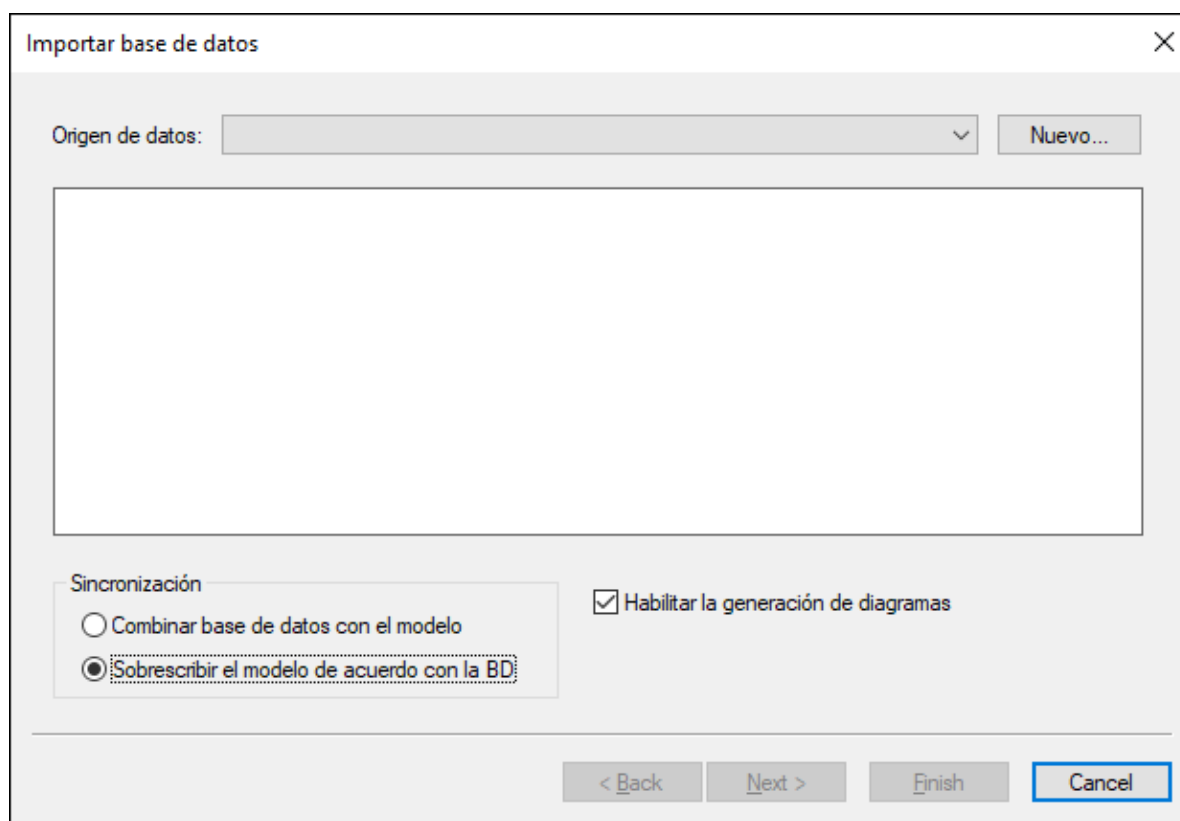 Importar base de datos
Origen de datos:
Nuevo...
Sincronización
Combinar base de datos con el modelo
Sobrescribir el modelo de acuerdo con la BD
Habilitar la generación de diagramas
< Back
Next >
Finish
Cancel